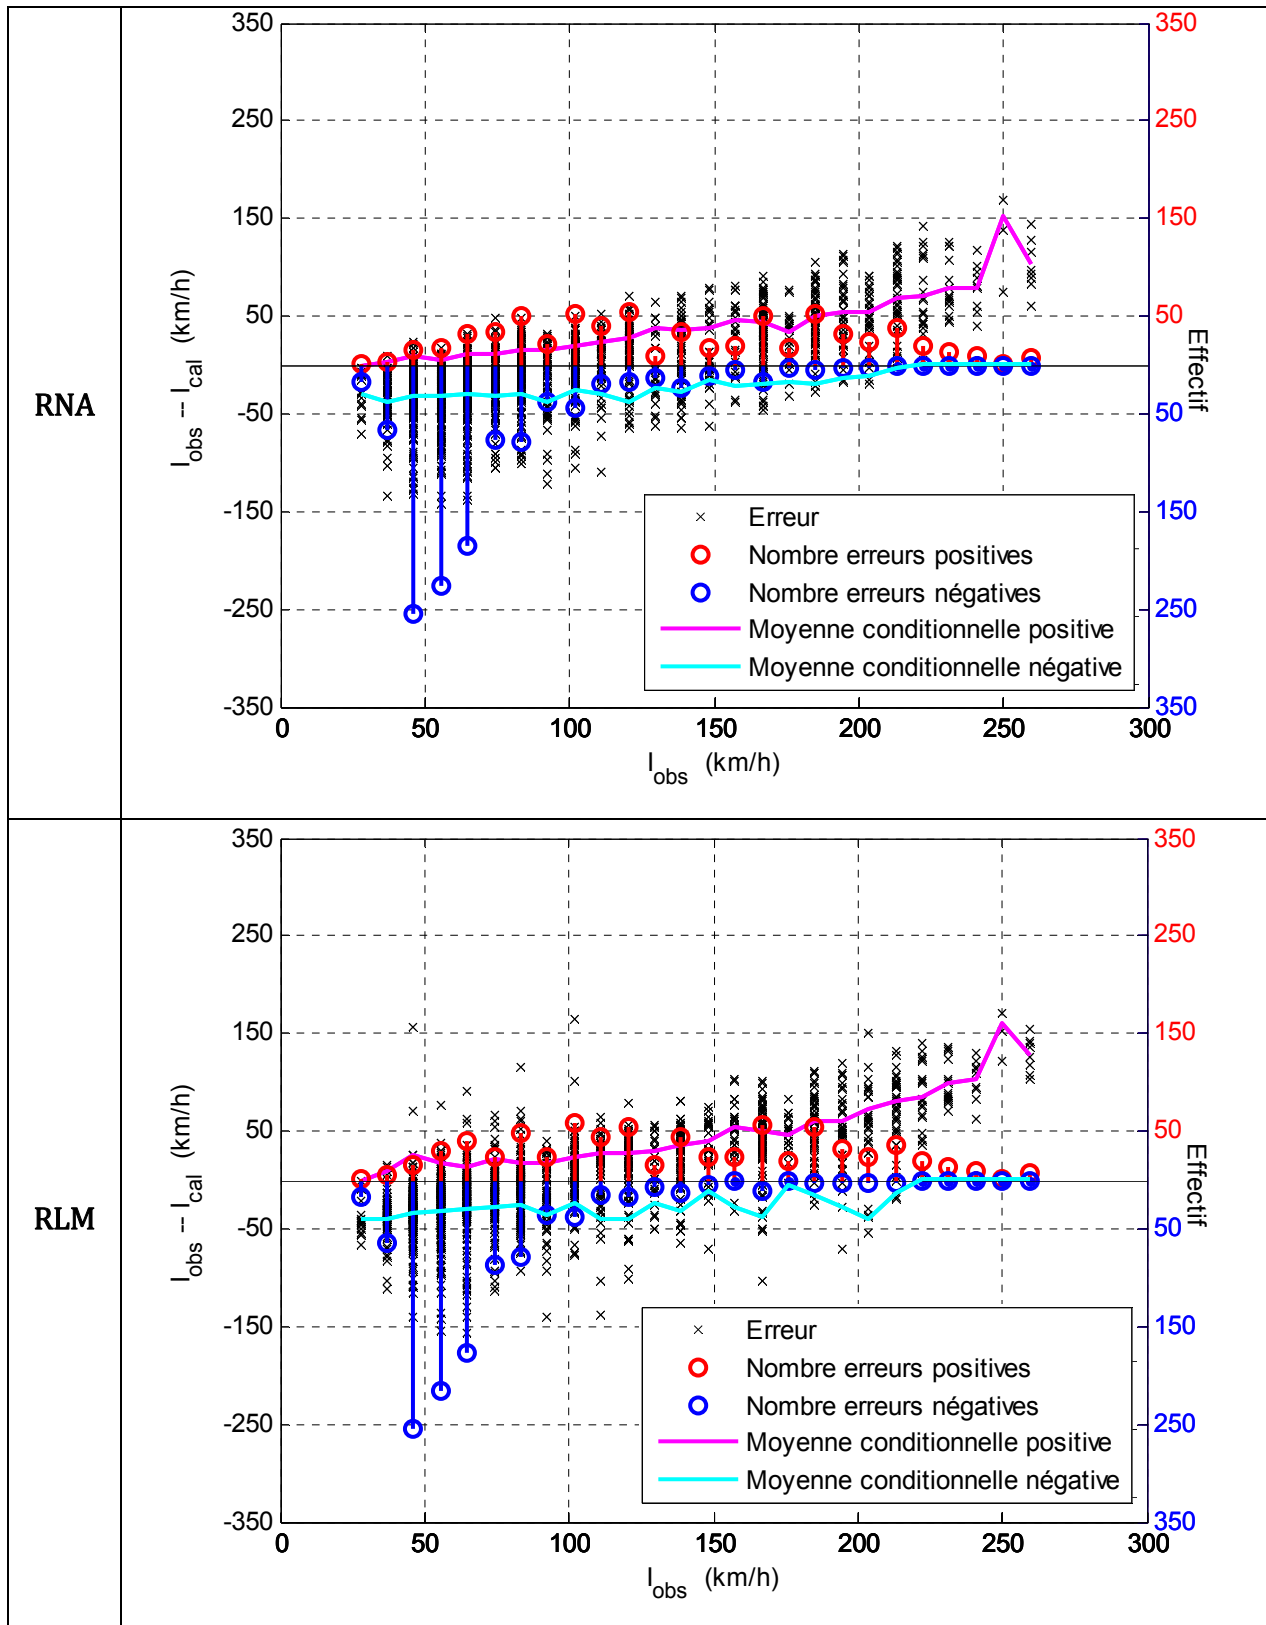 RNA
350
250
150
50
-50
-150
-250
-350
I_obs -- I_cal (km/h)
350
250
150
50
50
150
250
350
Effectif
Erreur
Nombre erreurs positives
Nombre erreurs négatives
Moyenne conditionnelle positive
Moyenne conditionnelle négative
0 50 100 150 200 250 300
I_obs (km/h)
RLM
350
250
150
50
-50
-150
-250
-350
I_obs -- I_cal (km/h)
350
250
150
50
50
150
250
350
Effectif
Erreur
Nombre erreurs positives
Nombre erreurs négatives
Moyenne conditionnelle positive
Moyenne conditionnelle négative
0 50 100 150 200 250 300
I_obs (km/h)